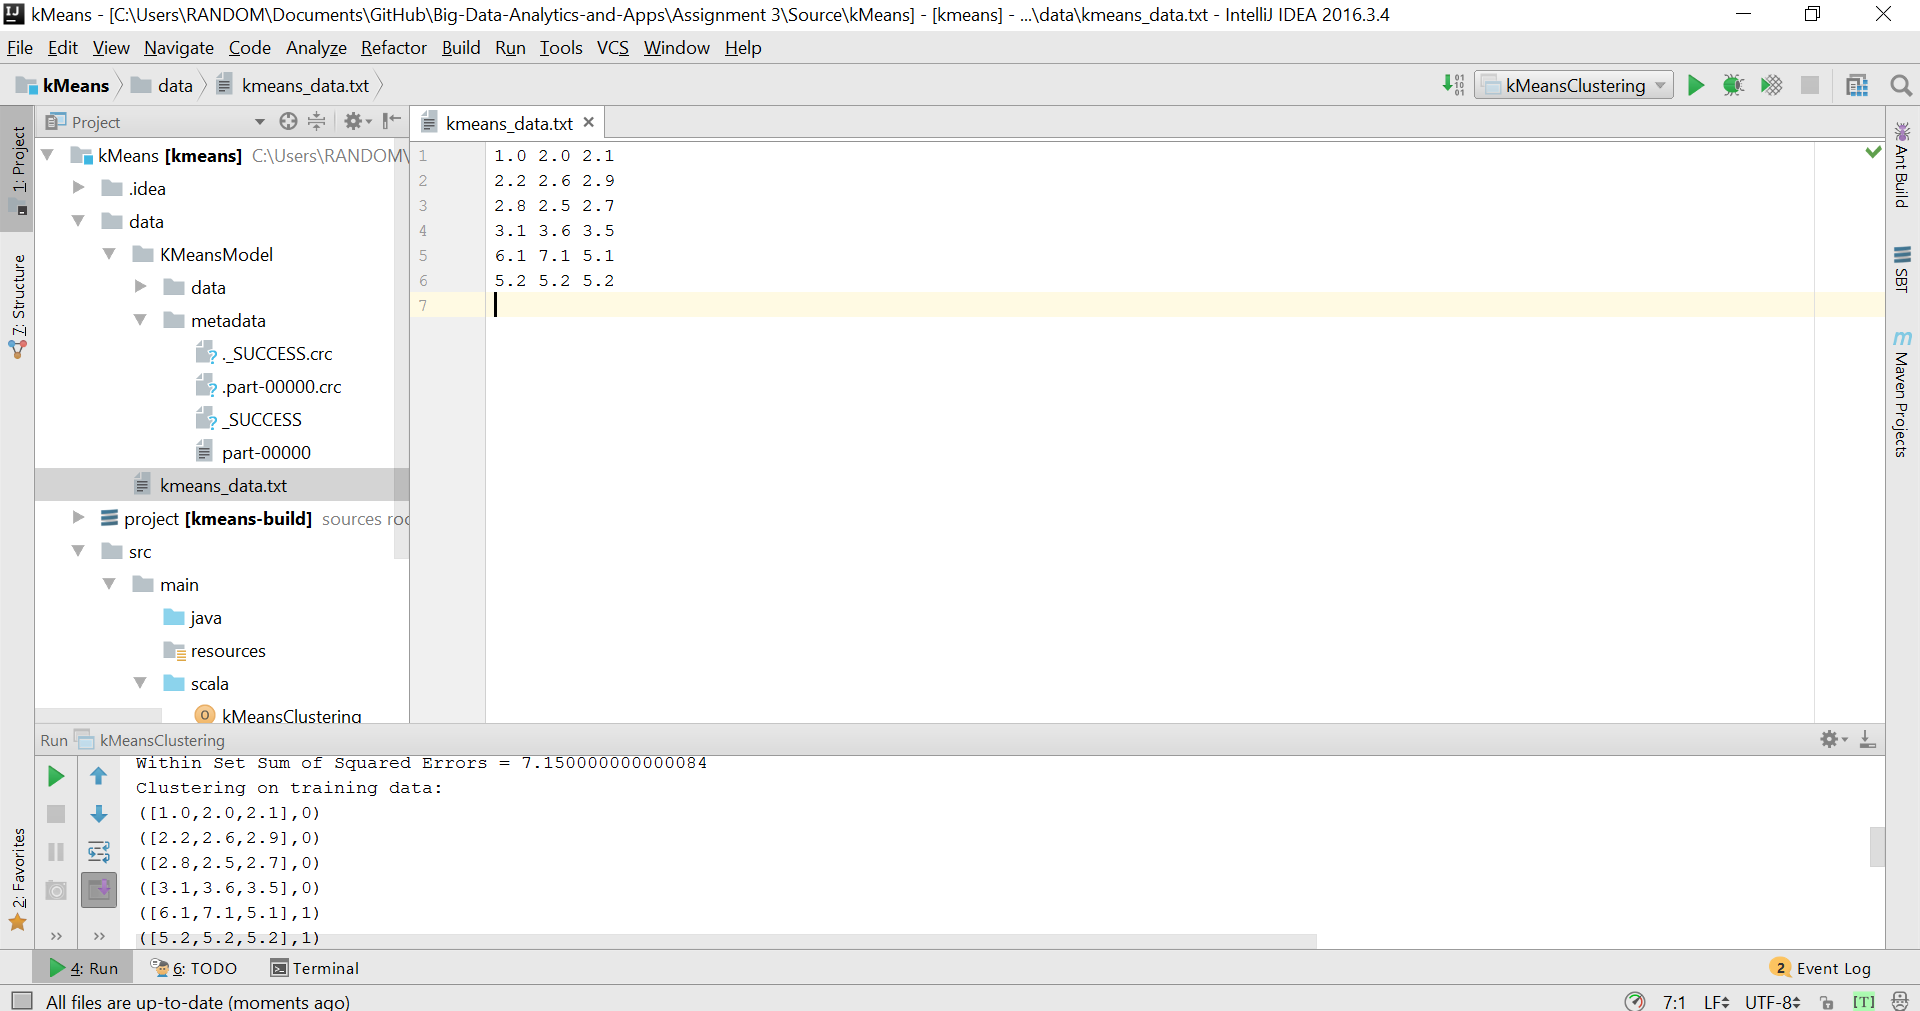 kMeans - [C:\Users\RANDOM\Documents\GitHub\Big-Data-Analytics-and-Apps\Assignment 3\Source\kMeans] - [kmeans] - ...\data\kmeans_data.txt - IntelliJ IDEA 2016.3.4
File Edit View Navigate Code Analyze Refactor Build Run Tools VCS Window Help
kMeans data kmeans_data.txt
kMeansClustering
Project
kmeans_data.txt
1: Project
7: Structure
2: Favorites
kMeans [kmeans] C:\Users\RANDOM\
.idea
data
KMeansModel
data
metadata
._SUCCESS.crc
.part-00000.crc
_SUCCESS
part-00000
kmeans_data.txt
project [kmeans-build] sources roo
src
main
java
resources
scala
kMeansClustering
1 1.0 2.0 2.1
2 2.2 2.6 2.9
3 2.8 2.5 2.7
4 3.1 3.6 3.5
5 6.1 7.1 5.1
6 5.2 5.2 5.2
7
Ant Build
SBT
Maven Projects
Run kMeansClustering
Within Set Sum of Squared Errors = 7.150000000000084
Clustering on training data:
([1.0,2.0,2.1],0)
([2.2,2.6,2.9],0)
([2.8,2.5,2.7],0)
([3.1,3.6,3.5],0)
([6.1,7.1,5.1],1)
([5.2,5.2,5.2],1)
4: Run 6: TODO Terminal 2 Event Log
All files are up-to-date (moments ago) 7:1 LF UTF-8 [T]